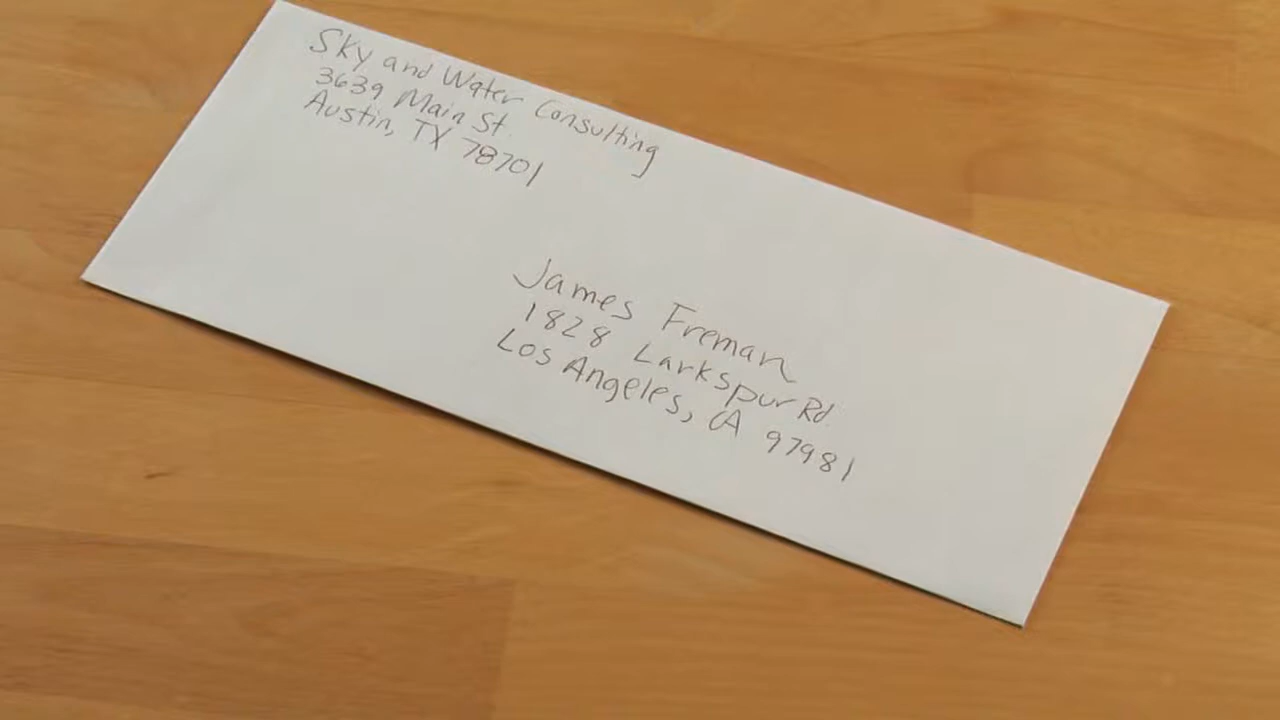 Sky and Water Consulting
3639 Main St.
Austin, TX 78701
James Freman
1828 Larkspur Rd.
Los Angeles, CA 97981